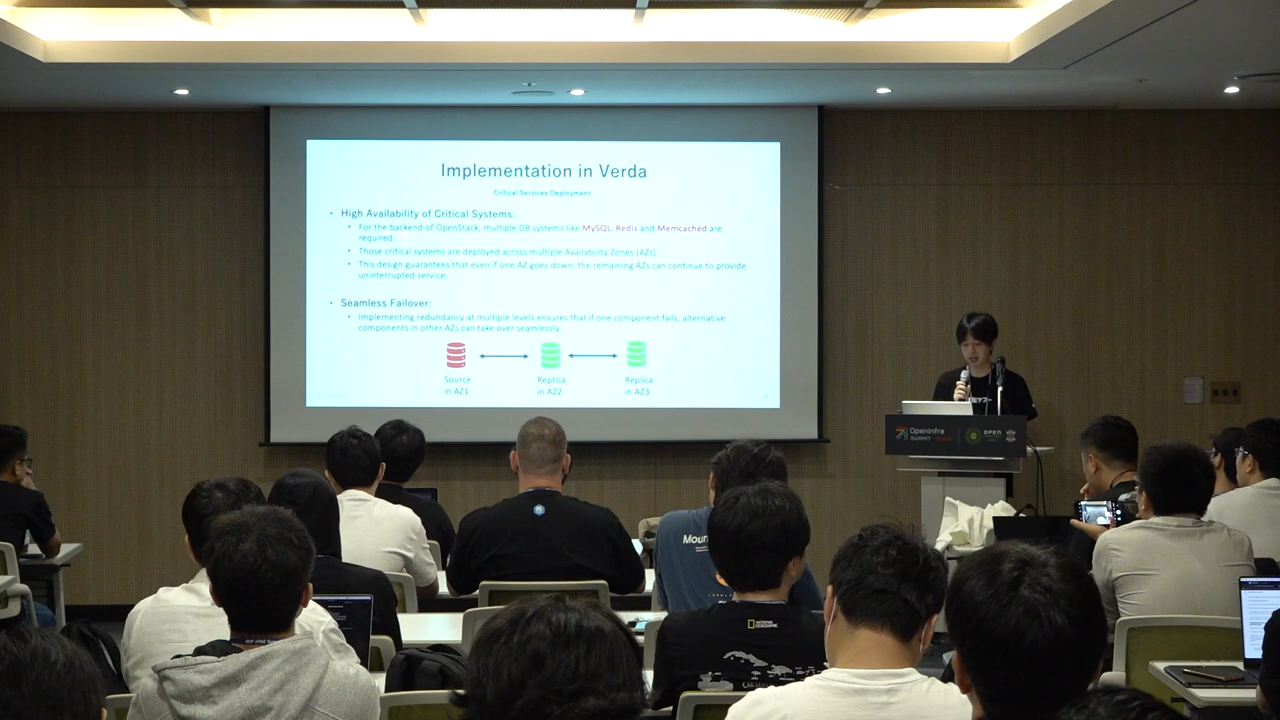 Implementation in Verda
Critical Services Deployment
• High Availability of Critical Systems:
• For the backend of OpenStack, multiple DB systems like MySQL, Redis and Memcached are
required.
• Those critical systems are deployed across multiple Availability Zones (AZs)
• This design guarantees that even if one AZ goes down, the remaining AZs can continue to provide
uninterrupted service.
• Seamless Failover:
• Implementing redundancy at multiple levels ensures that if one component fails, alternative
components in other AZs can take over seamlessly.
Source
in AZ1
Replica
in AZ2
Replica
in AZ3
OpenInfra
SUMMIT
OPEN
Moun
NATIONAL
GEOGRAPHIC